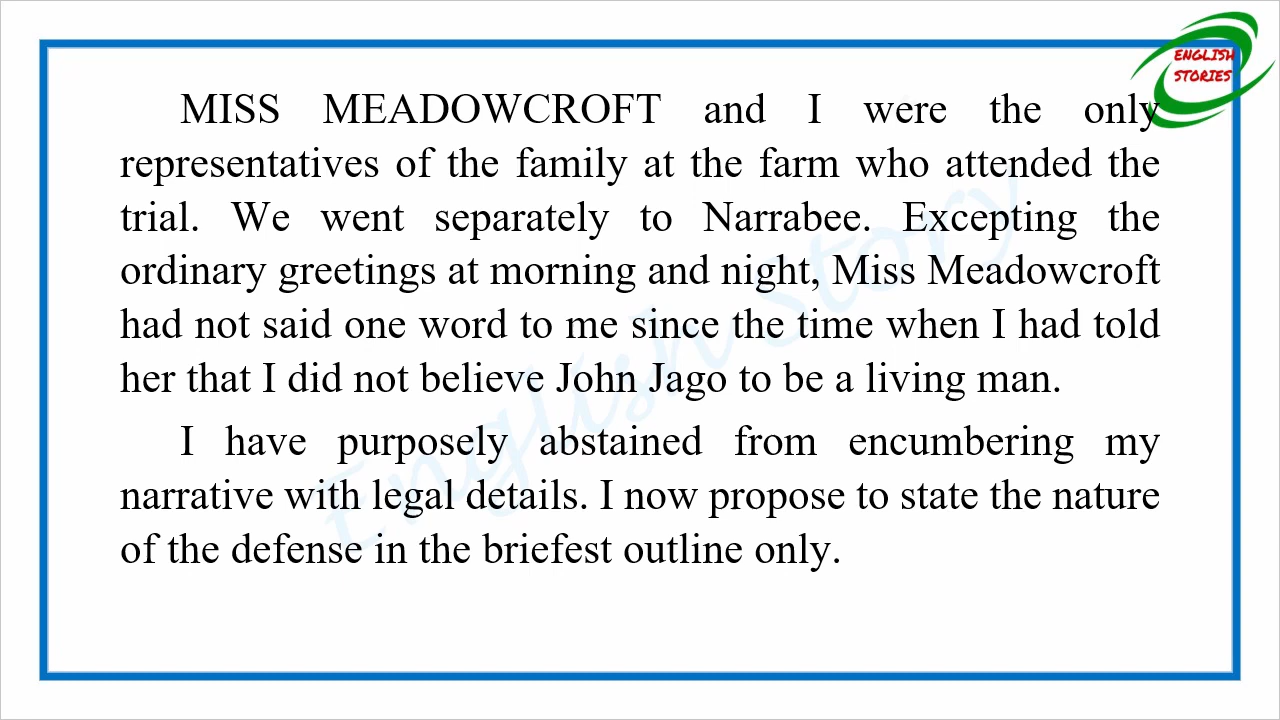 ENGLISH
STORIES
MISS MEADOWCROFT and I were the only
representatives of the family at the farm who attended the
trial. We went separately to Narrabee. Excepting the
ordinary greetings at morning and night, Miss Meadowcroft
had not said one word to me since the time when I had told
her that I did not believe John Jago to be a living man.
I have purposely abstained from encumbering my
narrative with legal details. I now propose to state the nature
of the defense in the briefest outline only.
English Story